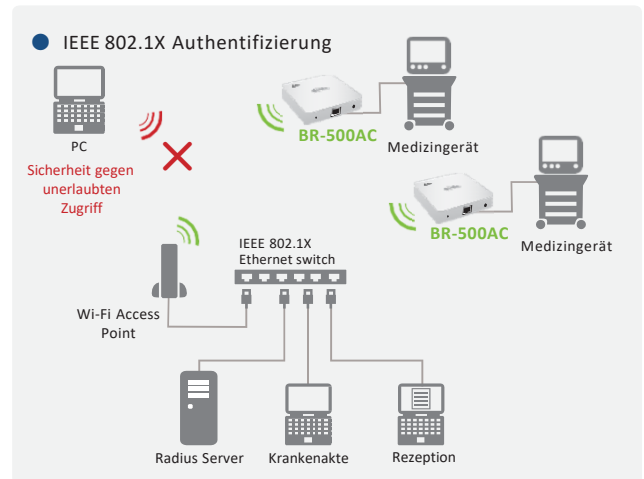 IEEE 802.1X Authentifizierung
PC
Sicherheit gegen
unerlaubten
Zugriff
BR-500AC
Medizingerät
BR-500AC
Medizingerät
IEEE 802.1X
Ethernet switch
Wi-Fi Access
Point
Radius Server
Krankenakte
Rezeption